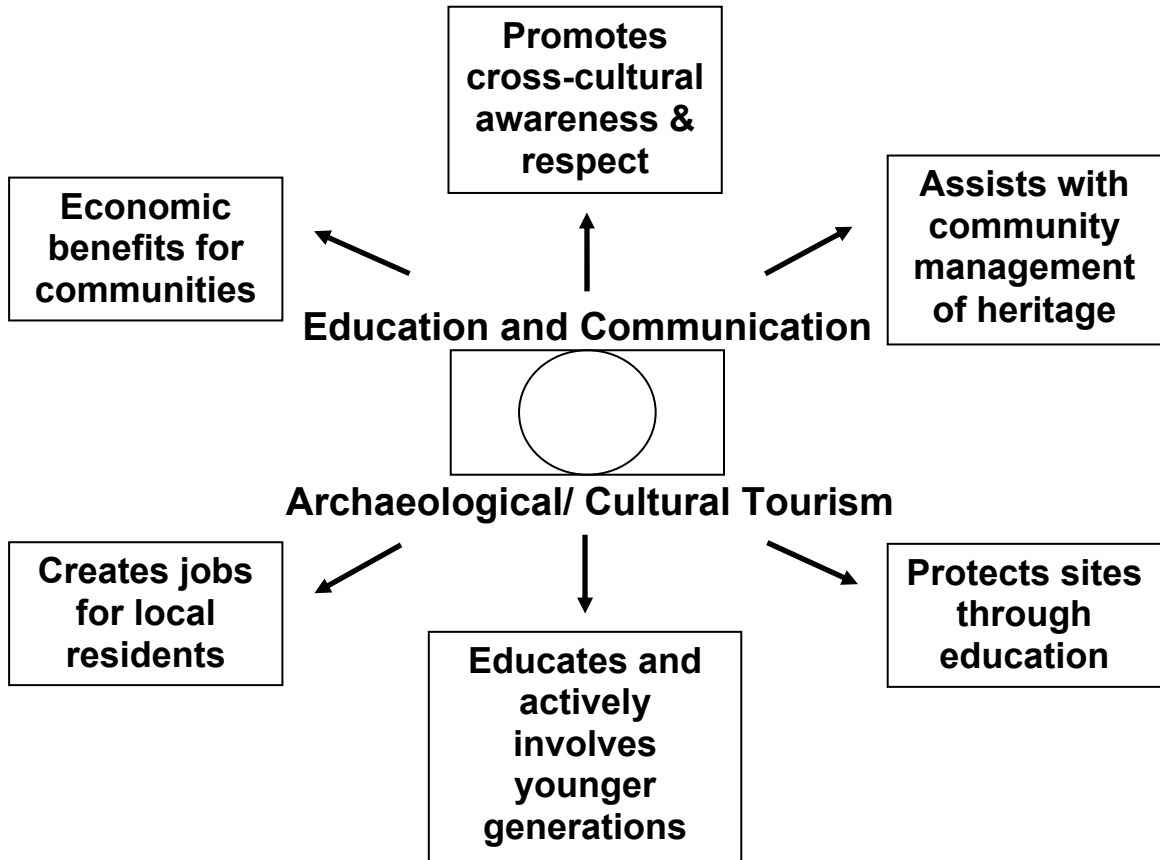 Promotes
cross-cultural
awareness &
respect
Economic
benefits for
communities
Assists with
community
management
of heritage
Education and Communication
Archaeological/ Cultural Tourism
Creates jobs
for local
residents
Educates and
actively
involves
younger
generations
Protects sites
through
education